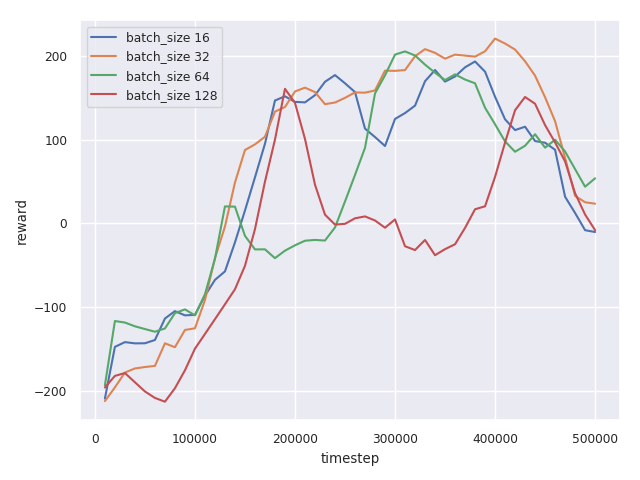 batch_size 16
batch_size 32
batch_size 64
batch_size 128
200
100
0
−100
−200
reward
0 100000 200000 300000 400000 500000
timestep